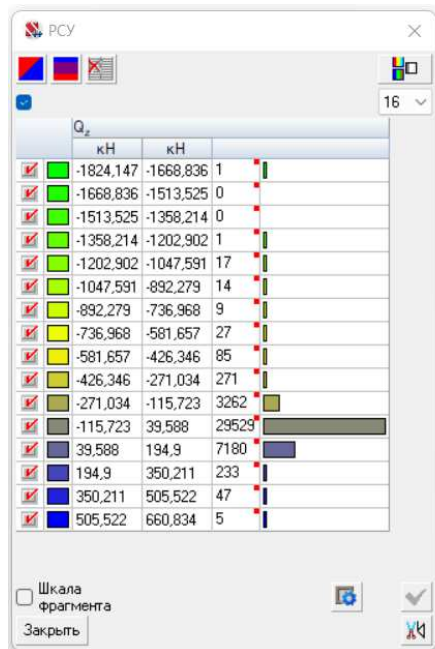 РСУ
16
Qz
кН кН
-1824,147 -1668,836 1
-1668,836 -1513,525 0
-1513,525 -1358,214 0
-1358,214 -1202,902 1
-1202,902 -1047,591 17
-1047,591 -892,279 14
-892,279 -736,968 9
-736,968 -581,657 27
-581,657 -426,346 85
-426,346 -271,034 271
-271,034 -115,723 3262
-115,723 39,588 29529
39,588 194,9 7180
194,9 350,211 233
350,211 505,522 47
505,522 660,834 5
Шкала
фрагмента
Закрыть